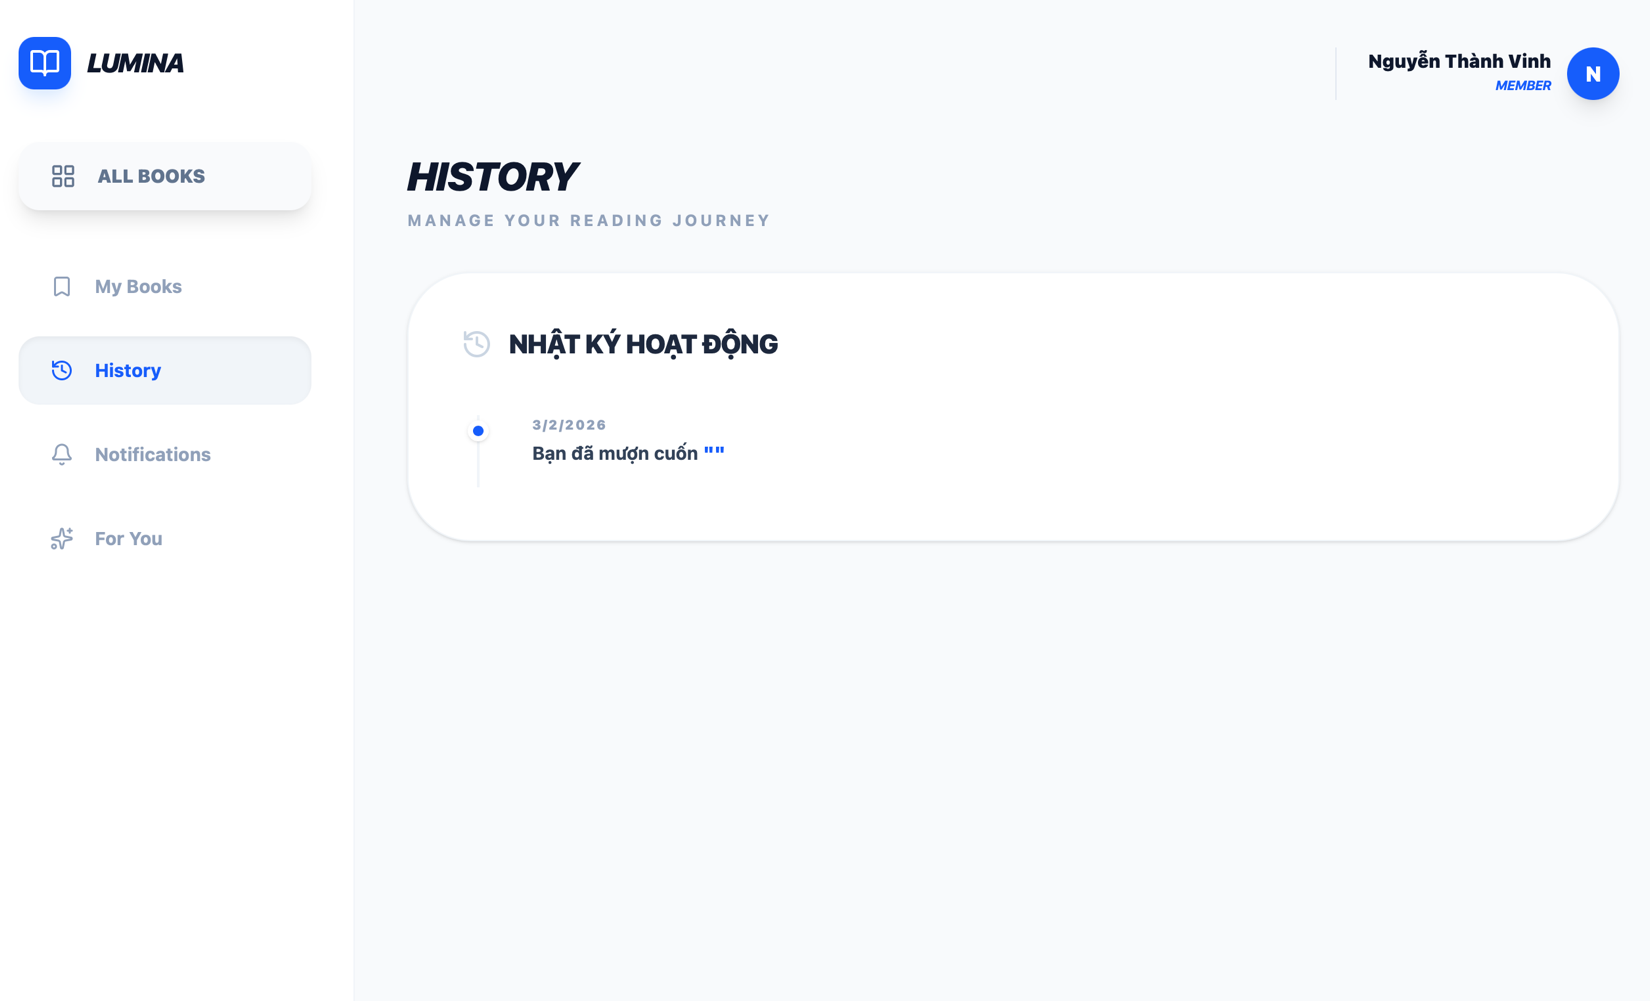 LUMINA
ALL BOOKS
My Books
History
Notifications
For You
Nguyễn Thành Vinh
MEMBER
N
HISTORY
MANAGE YOUR READING JOURNEY
NHẬT KÝ HOẠT ĐỘNG
3/2/2026
Bạn đã mượn cuốn ""